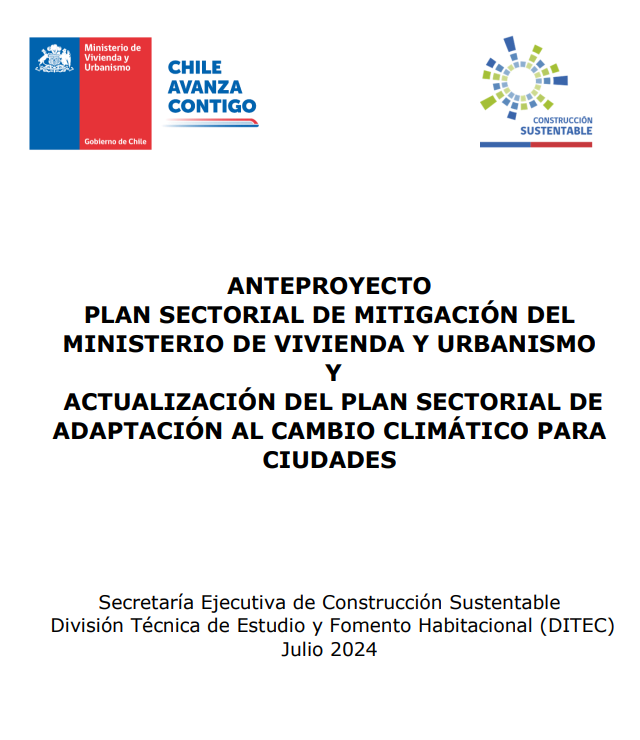 Ministerio de
Vivienda y
Urbanismo
Gobierno de Chile
CHILE
AVANZA
CONTIGO
CONSTRUCCIÓN
SUSTENTABLE
ANTEPROYECTO
PLAN SECTORIAL DE MITIGACIÓN DEL
MINISTERIO DE VIVIENDA Y URBANISMO
Y
ACTUALIZACIÓN DEL PLAN SECTORIAL DE
ADAPTACIÓN AL CAMBIO CLIMÁTICO PARA
CIUDADES
Secretaría Ejecutiva de Construcción Sustentable
División Técnica de Estudio y Fomento Habitacional (DITEC)
Julio 2024